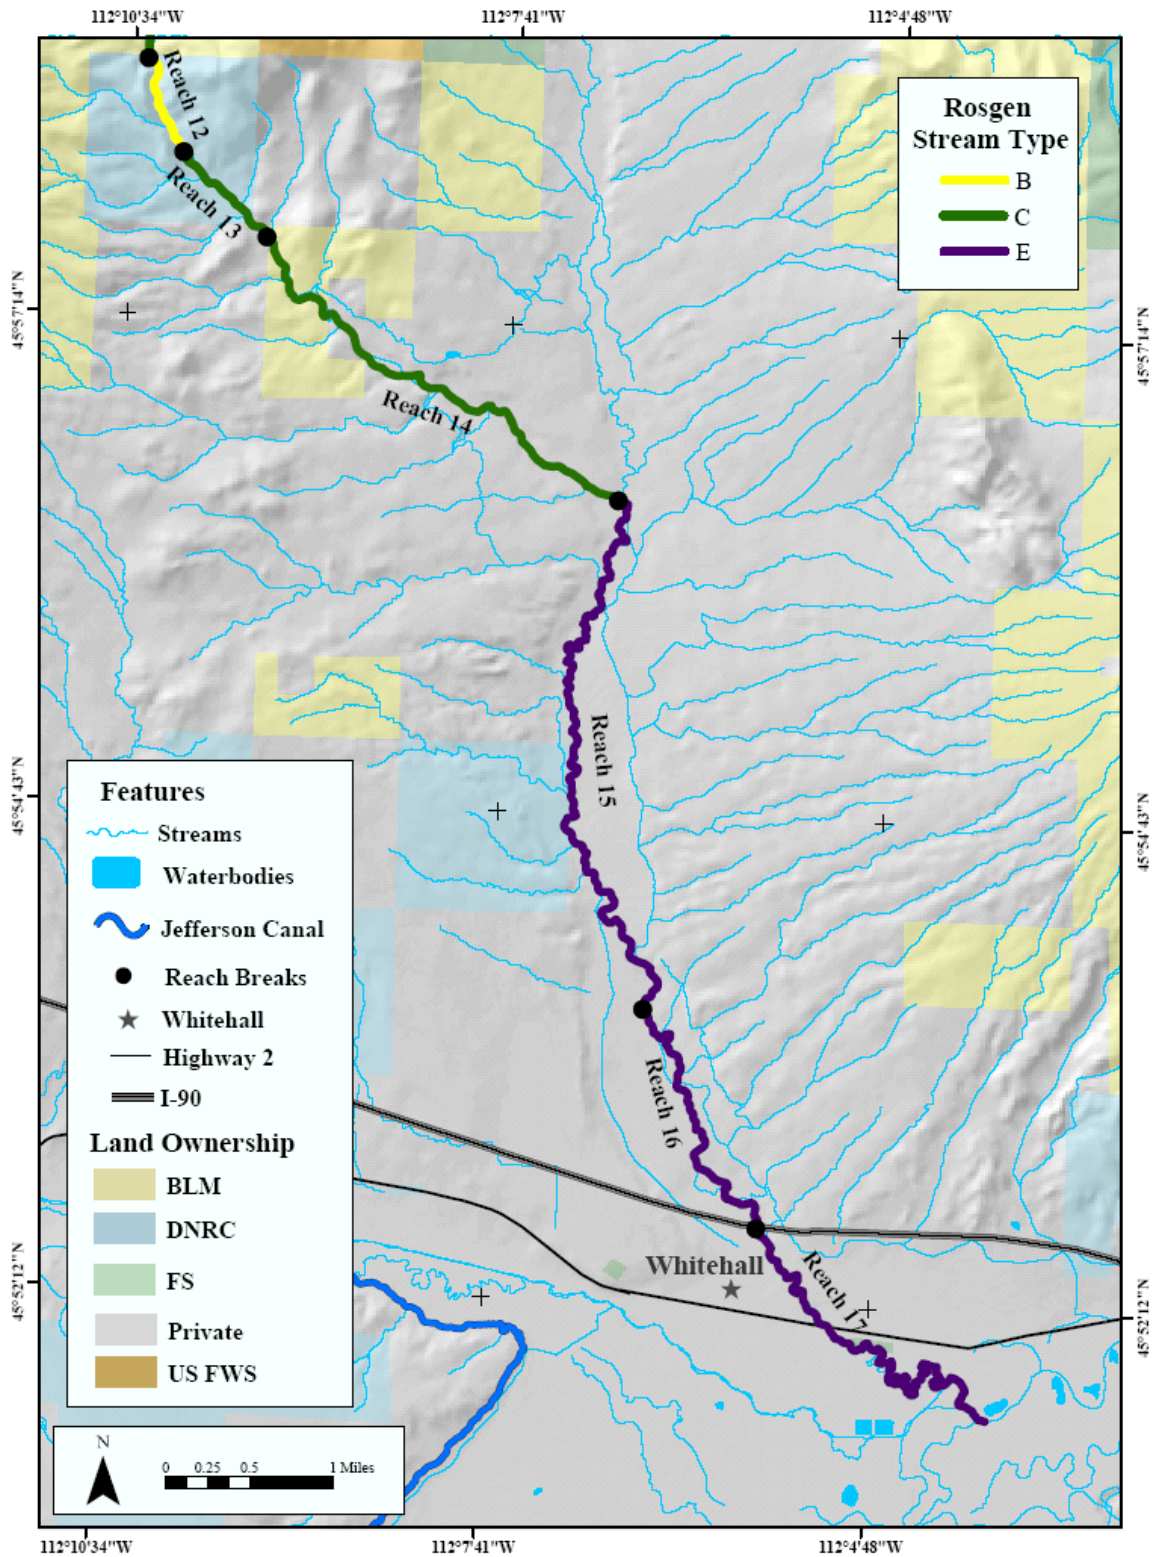 112°10'34"W 112°7'41"W 112°4'48"W
Reach 12
Rosgen
Stream Type
B
C
E
Reach 13
45°57'14"N
45°57'14"N
Reach 14
Reach 15
45°54'43"N
45°54'43"N
Features
Streams
Waterbodies
Jefferson Canal
Reach Breaks
Whitehall
Highway 2
I-90
Land Ownership
BLM
DNRC
FS
Private
US FWS
Reach 16
Whitehall
Reach 17
45°52'12"N
45°52'12"N
N
0 0.25 0.5 1 Miles
112°10'34"W 112°7'41"W 112°4'48"W